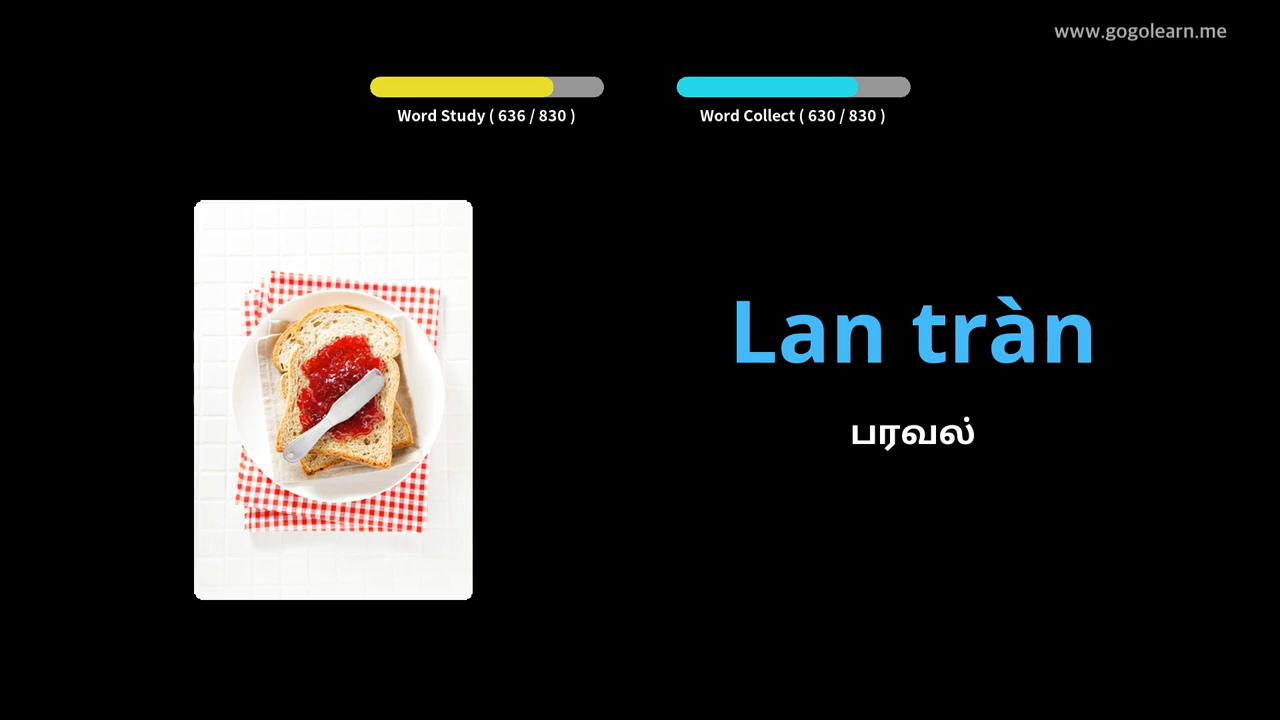 www.gogolearn.me
Word Study ( 636 / 830 )
Word Collect ( 630 / 830 )
Lan tràn
பரவல்